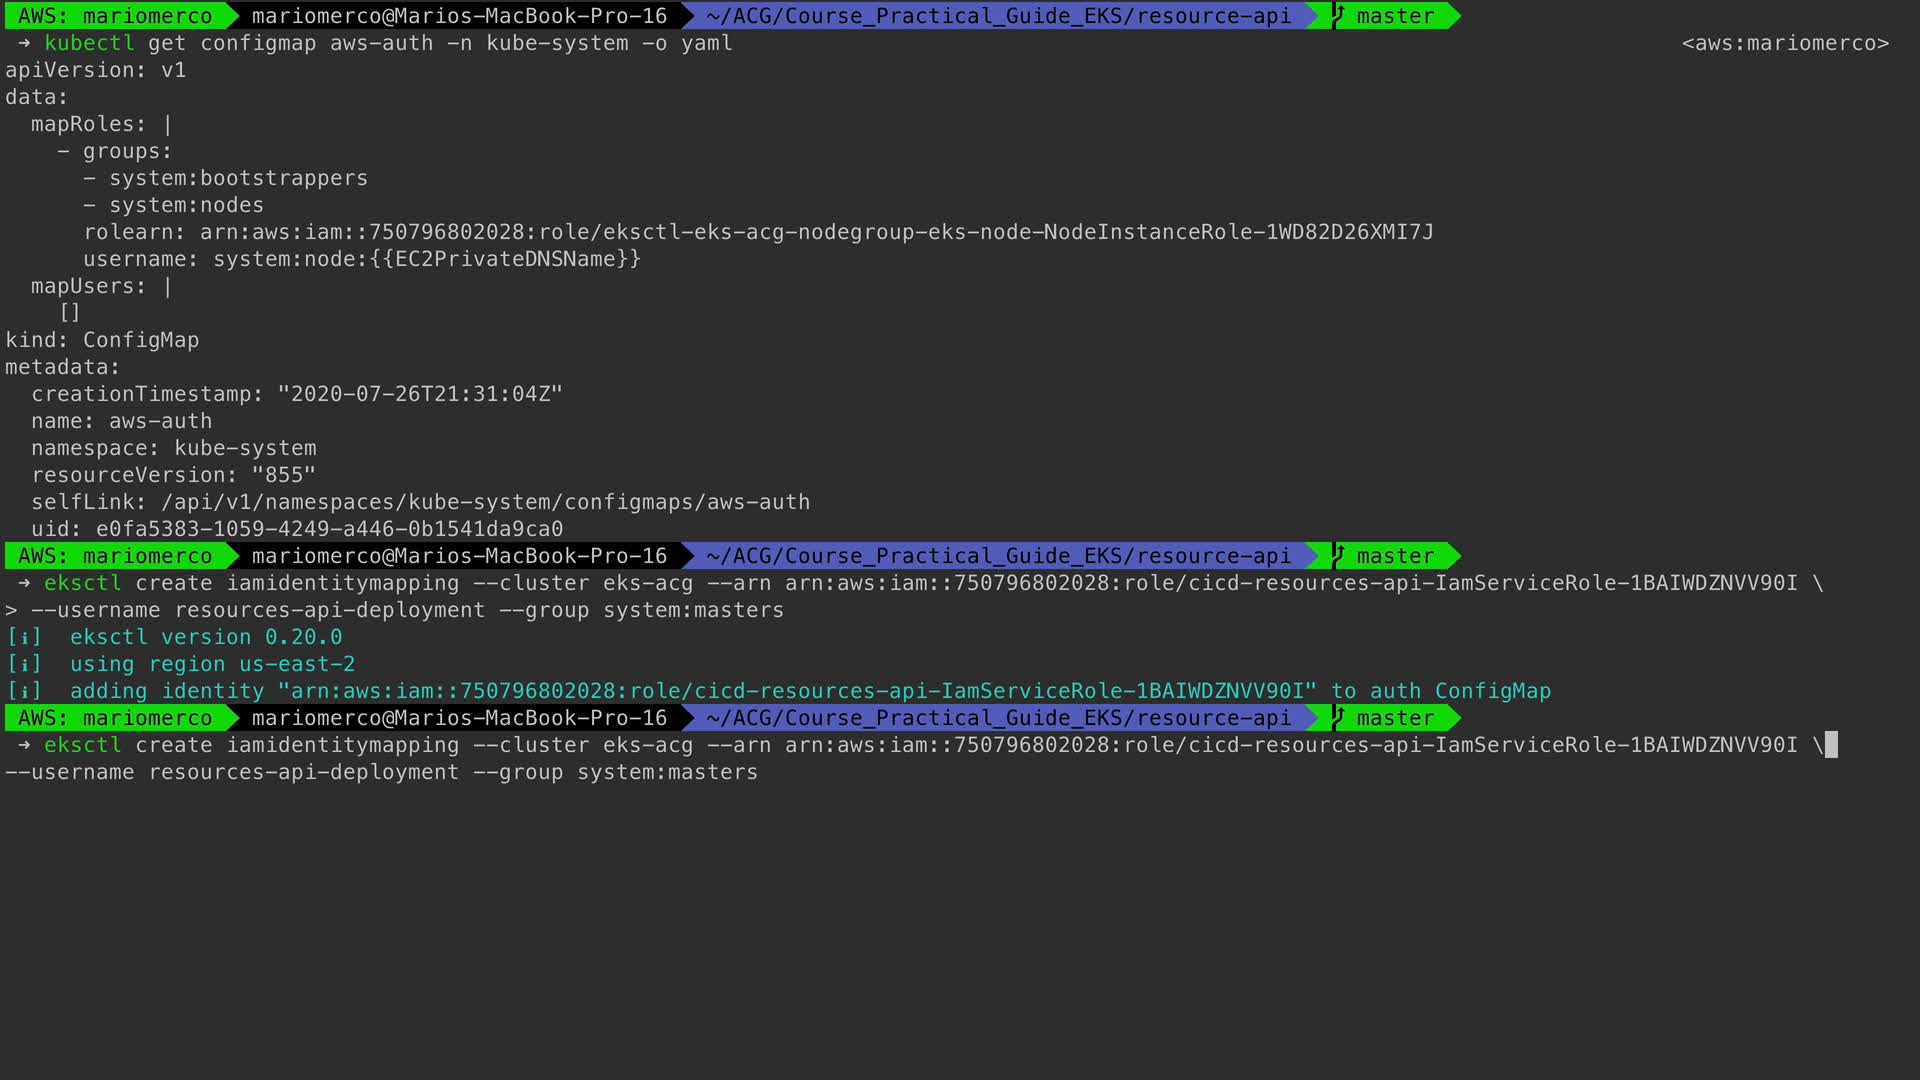 AWS: mariomerco mariomerco@Marios-MacBook-Pro-16 ~/ACG/Course_Practical_Guide_EKS/resource-api master
➜ kubectl get configmap aws-auth -n kube-system -o yaml <aws:mariomerco>
apiVersion: v1
data:
  mapRoles: |
    - groups:
      - system:bootstrappers
      - system:nodes
      rolearn: arn:aws:iam::750796802028:role/eksctl-eks-acg-nodegroup-eks-node-NodeInstanceRole-1WD82D26XMI7J
      username: system:node:{{EC2PrivateDNSName}}
  mapUsers: |
    []
kind: ConfigMap
metadata:
  creationTimestamp: "2020-07-26T21:31:04Z"
  name: aws-auth
  namespace: kube-system
  resourceVersion: "855"
  selfLink: /api/v1/namespaces/kube-system/configmaps/aws-auth
  uid: e0fa5383-1059-4249-a446-0b1541da9ca0
AWS: mariomerco mariomerco@Marios-MacBook-Pro-16 ~/ACG/Course_Practical_Guide_EKS/resource-api master
➜ eksctl create iamidentitymapping --cluster eks-acg --arn arn:aws:iam::750796802028:role/cicd-resources-api-IamServiceRole-1BAIWDZNVV90I \
> --username resources-api-deployment --group system:masters
[ℹ]  eksctl version 0.20.0
[ℹ]  using region us-east-2
[ℹ]  adding identity "arn:aws:iam::750796802028:role/cicd-resources-api-IamServiceRole-1BAIWDZNVV90I" to auth ConfigMap
AWS: mariomerco mariomerco@Marios-MacBook-Pro-16 ~/ACG/Course_Practical_Guide_EKS/resource-api master
➜ eksctl create iamidentitymapping --cluster eks-acg --arn arn:aws:iam::750796802028:role/cicd-resources-api-IamServiceRole-1BAIWDZNVV90I \
--username resources-api-deployment --group system:masters